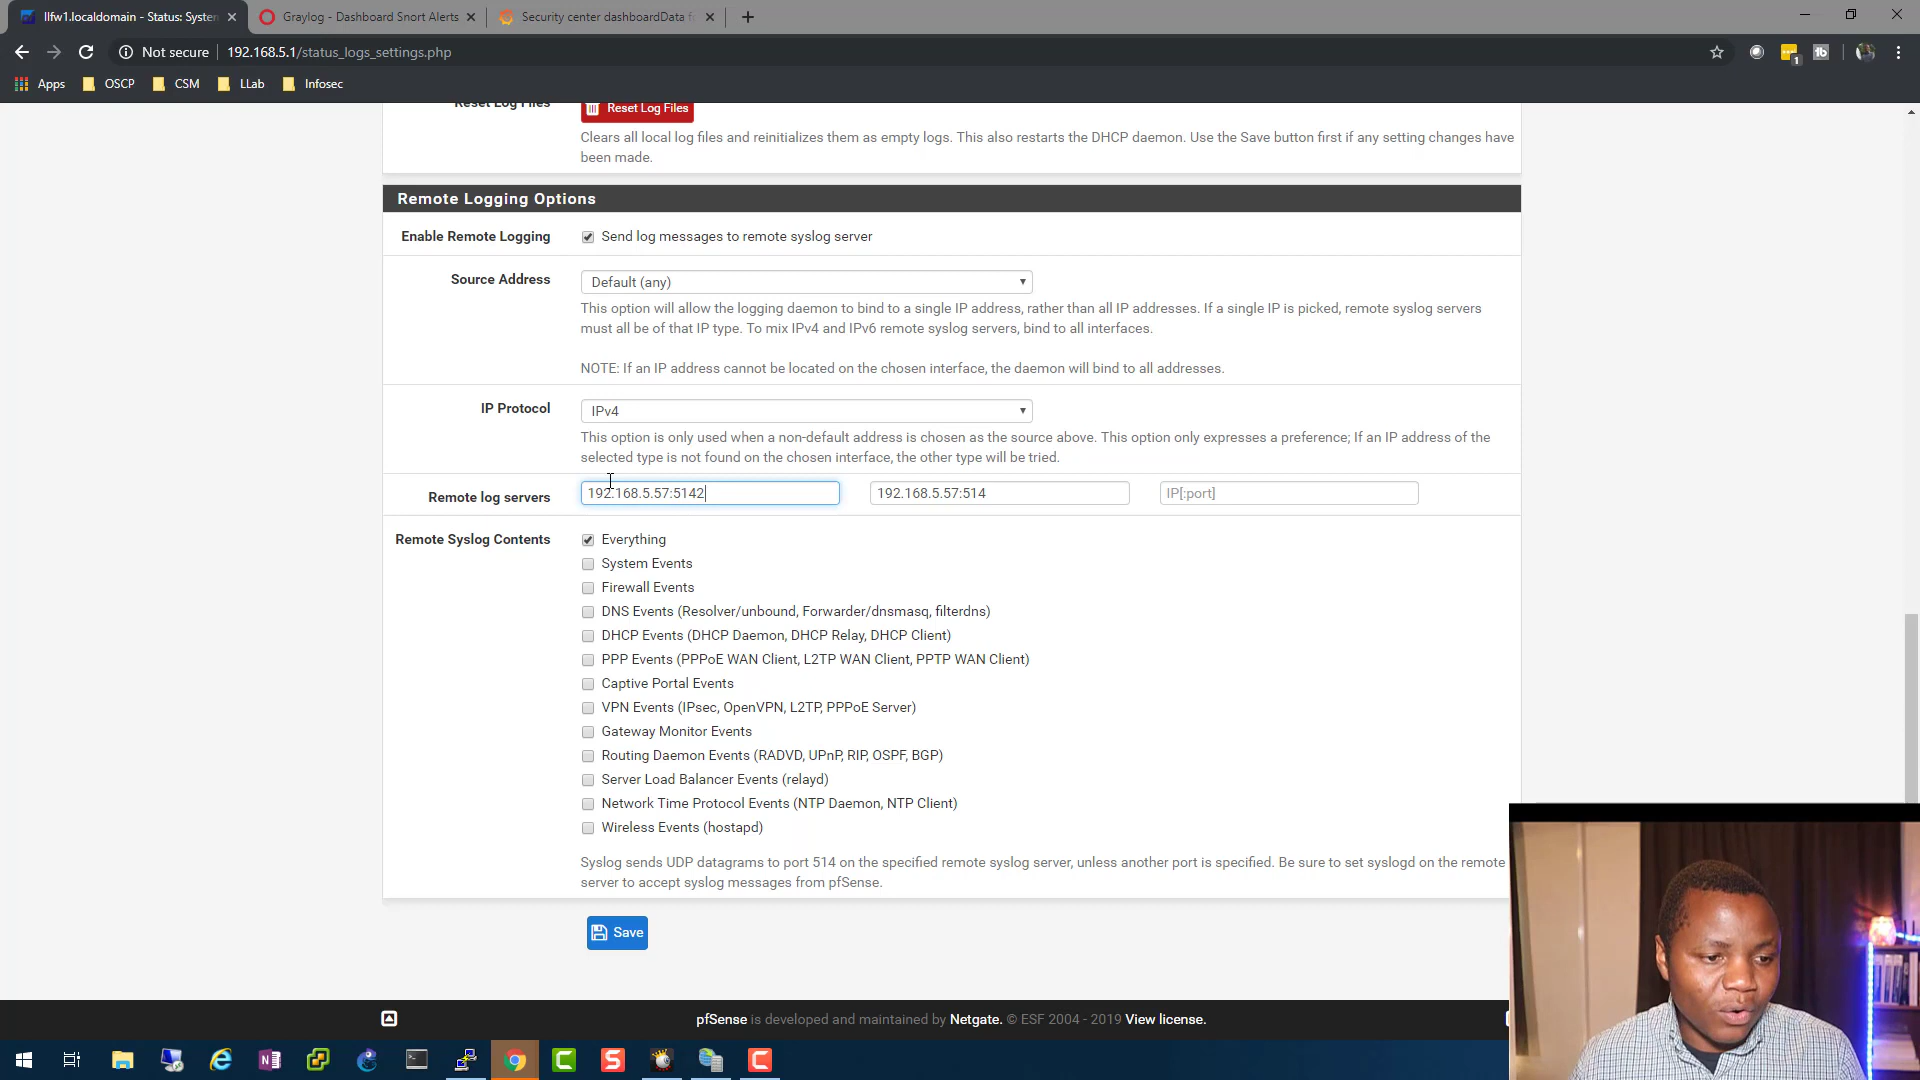 llfw1.localdomain - Status: System
Graylog - Dashboard Snort Alerts
Security center dashboardData f
Not secure 192.168.5.1/status_logs_settings.php
1
Apps OSCP CSM LLab Infosec
Reset Log Files Reset Log Files
Clears all local log files and reinitializes them as empty logs. This also restarts the DHCP daemon. Use the Save button first if any setting changes have
been made.
Remote Logging Options
Enable Remote Logging Send log messages to remote syslog server
Source Address Default (any)
This option will allow the logging daemon to bind to a single IP address, rather than all IP addresses. If a single IP is picked, remote syslog servers
must all be of that IP type. To mix IPv4 and IPv6 remote syslog servers, bind to all interfaces.
NOTE: If an IP address cannot be located on the chosen interface, the daemon will bind to all addresses.
IP Protocol IPv4
This option is only used when a non-default address is chosen as the source above. This option only expresses a preference; If an IP address of the
selected type is not found on the chosen interface, the other type will be tried.
Remote log servers 192.168.5.57:5142 192.168.5.57:514 IP[:port]
Remote Syslog Contents Everything
System Events
Firewall Events
DNS Events (Resolver/unbound, Forwarder/dnsmasq, filterdns)
DHCP Events (DHCP Daemon, DHCP Relay, DHCP Client)
PPP Events (PPPoE WAN Client, L2TP WAN Client, PPTP WAN Client)
Captive Portal Events
VPN Events (IPsec, OpenVPN, L2TP, PPPoE Server)
Gateway Monitor Events
Routing Daemon Events (RADVD, UPnP, RIP, OSPF, BGP)
Server Load Balancer Events (relayd)
Network Time Protocol Events (NTP Daemon, NTP Client)
Wireless Events (hostapd)
Syslog sends UDP datagrams to port 514 on the specified remote syslog server, unless another port is specified. Be sure to set syslogd on the remote
server to accept syslog messages from pfSense.
Save
pfSense is developed and maintained by Netgate. © ESF 2004 - 2019 View license.